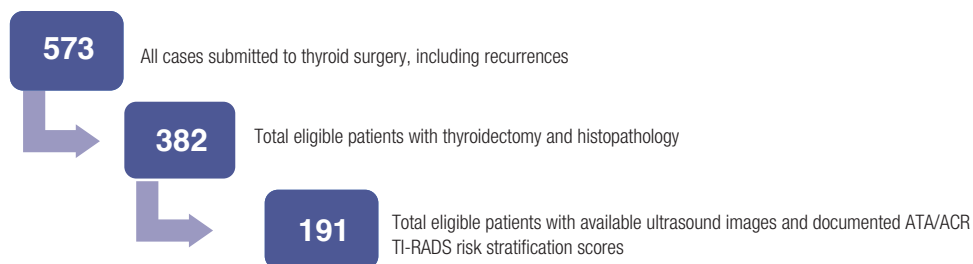 573
All cases submitted to thyroid surgery, including recurrences
382
Total eligible patients with thyroidectomy and histopathology
191
Total eligible patients with available ultrasound images and documented ATA/ACR
TI-RADS risk stratification scores